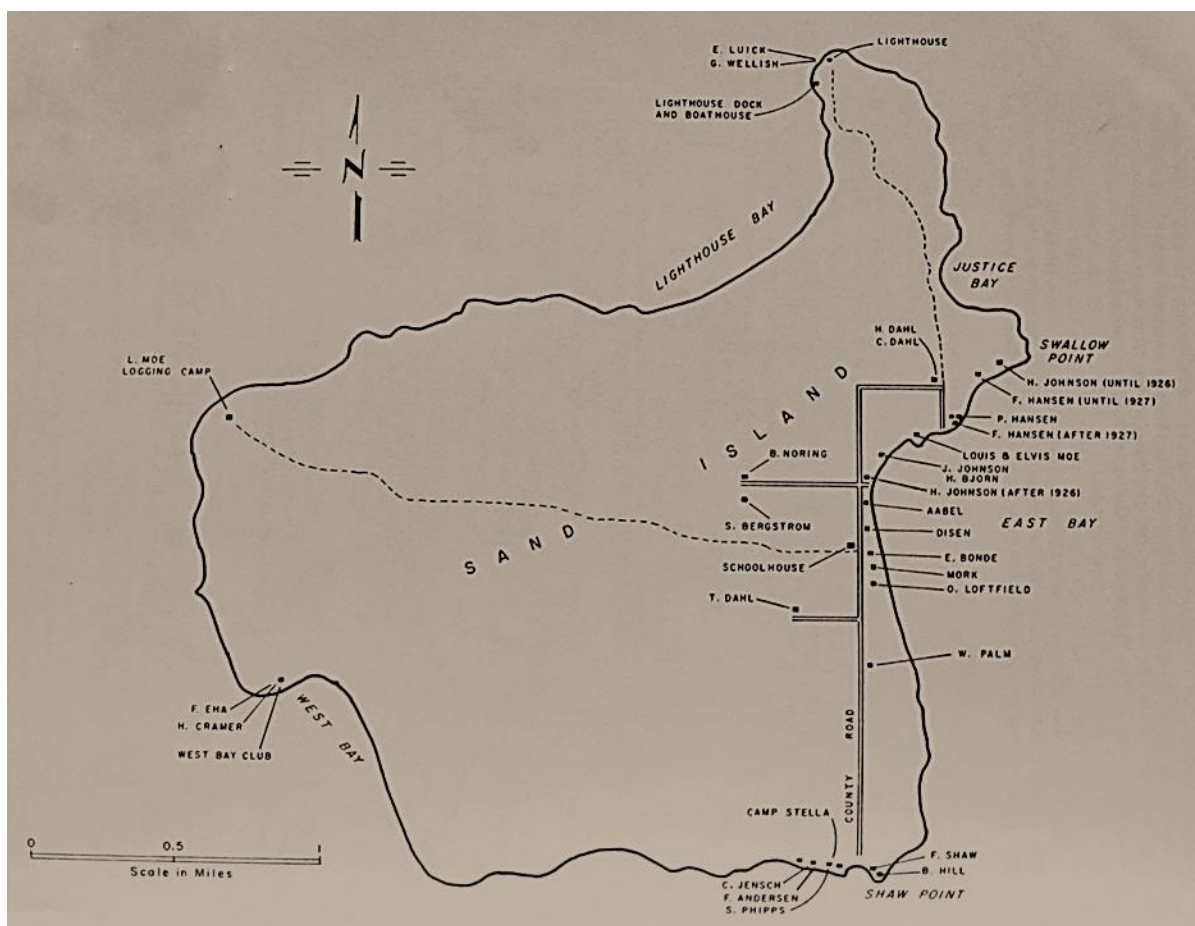 E. LUICK
G. WELLISH
LIGHTHOUSE
LIGHTHOUSE DOCK
AND BOATHOUSE
N
LIGHTHOUSE BAY
JUSTICE
BAY
H. DAHL
C. DAHL
SWALLOW
POINT
L. MOE
LOGGING CAMP
H. JOHNSON (UNTIL 1926)
F. HANSEN (UNTIL 1927)
P. HANSEN
F. HANSEN (AFTER 1927)
LOUIS & ELVIS MOE
J. JOHNSON
H. BJORN
H. JOHNSON (AFTER 1926)
B. NORING
SAND ISLAND
S. BERGSTROM
AABEL
EAST BAY
DISEN
SCHOOLHOUSE
E. BONDE
MORK
O. LOFTFIELD
T. DAHL
W. PALM
F. EHA
H. CRAMER
WEST BAY CLUB
WEST BAY
COUNTY ROAD
CAMP STELLA
0 0.5 1
Scale in Miles
F. SHAW
B. HILL
C. JENSCH
F. ANDERSEN
S. PHIPPS
SHAW POINT